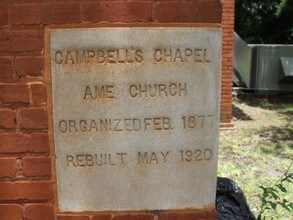 CAMPBELL'S CHAPEL
AME CHURCH
ORGANIZED FEB. 1877
REBUILT MAY 1920